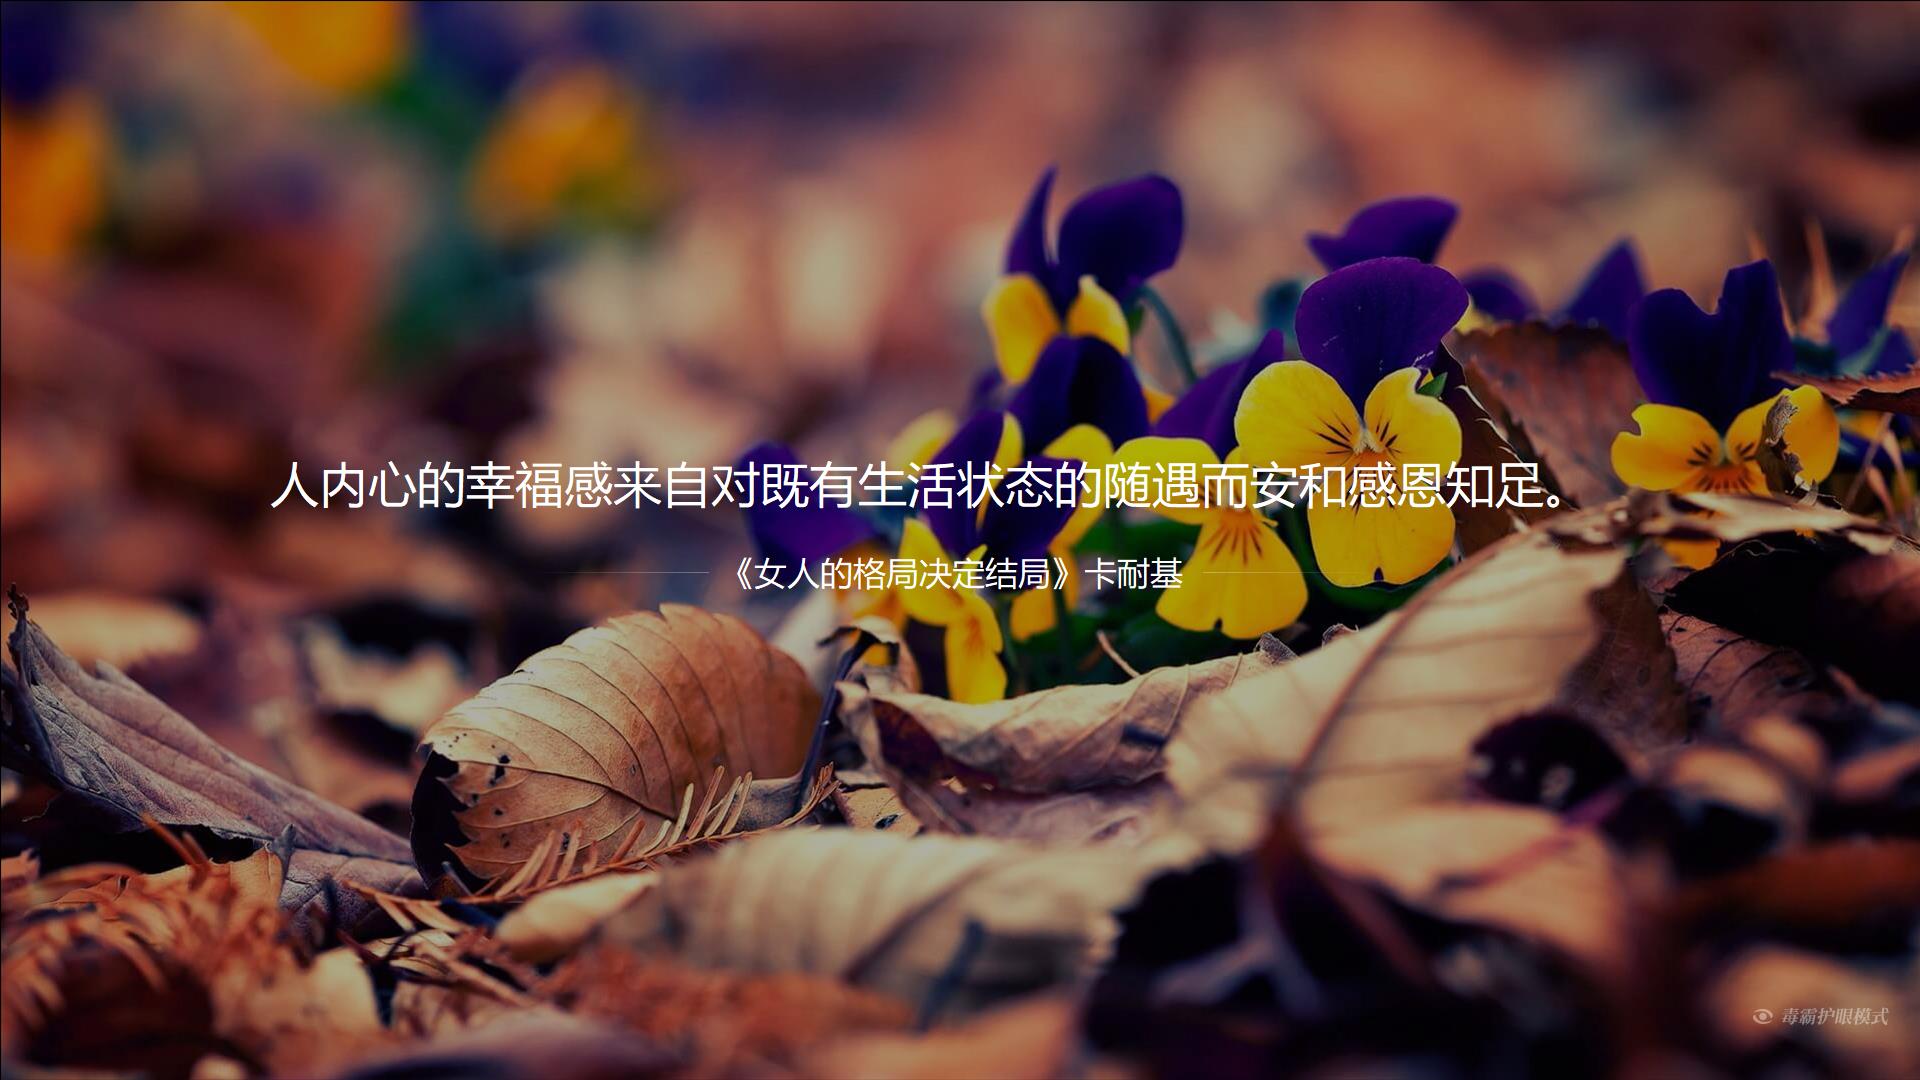 人内心的幸福感来自对既有生活状态的随遇而安和感恩知足。
《女人的格局决定结局》卡耐基
毒霸护眼模式